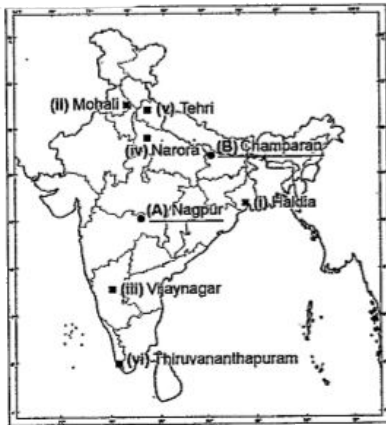 (ii) Mohali
(v) Tehri
(iv) Narora
(B) Champaran
(A) Nagpur
(i) Haldia
(iii) Vijaynagar
(vi) Thiruvananthapuram